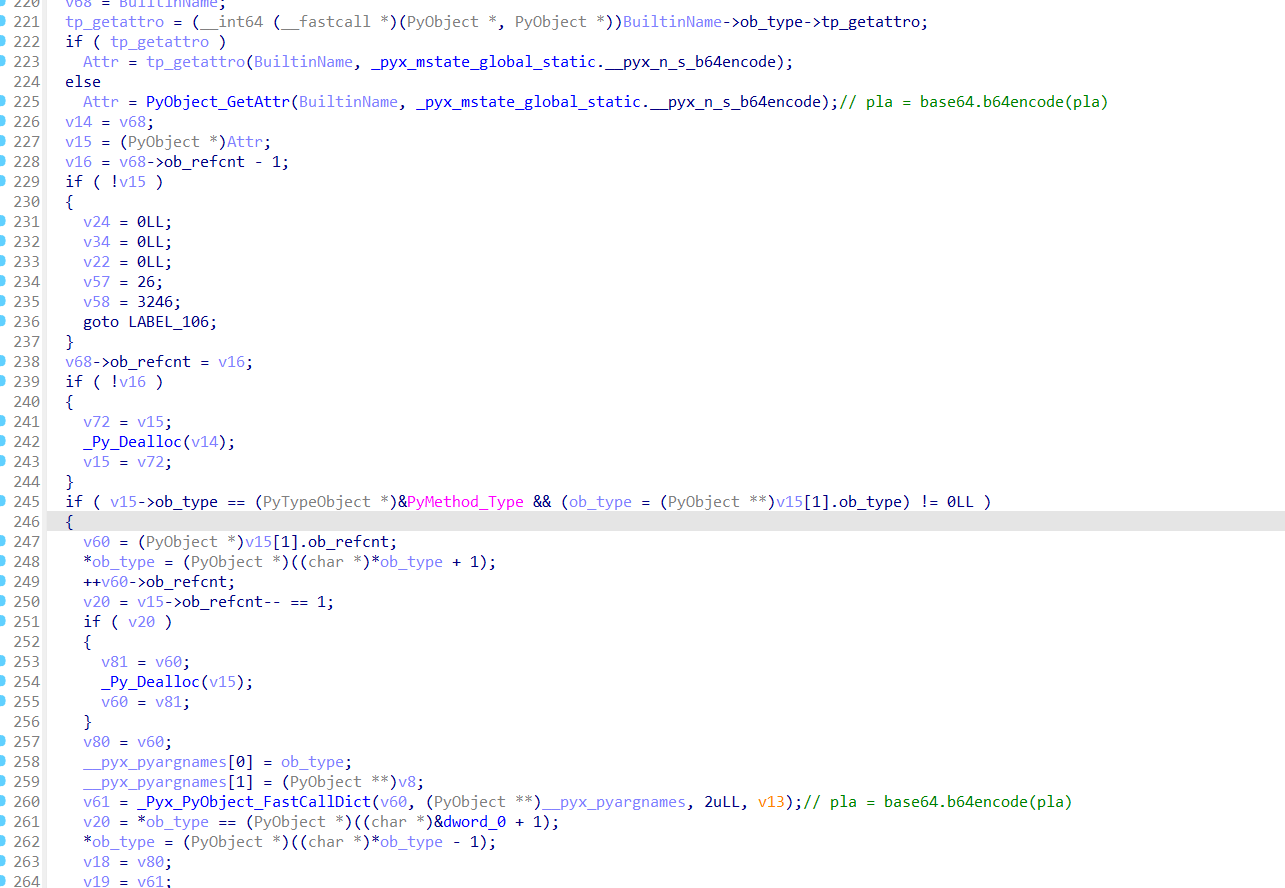 220 v68 = BuiltinName;
221 tp_getattro = (__int64 (__fastcall *)(PyObject *, PyObject *))BuiltinName->ob_type->tp_getattro;
222 if ( tp_getattro )
223 Attr = tp_getattro(BuiltinName, _pyx_mstate_global_static.__pyx_n_s_b64encode);
224 else
225 Attr = PyObject_GetAttr(BuiltinName, _pyx_mstate_global_static.__pyx_n_s_b64encode);// pla = base64.b64encode(pla)
226 v14 = v68;
227 v15 = (PyObject *)Attr;
228 v16 = v68->ob_refcnt - 1;
229 if ( !v15 )
230 {
231 v24 = 0LL;
232 v34 = 0LL;
233 v22 = 0LL;
234 v57 = 26;
235 v58 = 3246;
236 goto LABEL_106;
237 }
238 v68->ob_refcnt = v16;
239 if ( !v16 )
240 {
241 v72 = v15;
242 _Py_Dealloc(v14);
243 v15 = v72;
244 }
245 if ( v15->ob_type == (PyTypeObject *)&PyMethod_Type && (ob_type = (PyObject **)v15[1].ob_type) != 0LL )
246 {
247 v60 = (PyObject *)v15[1].ob_refcnt;
248 *ob_type = (PyObject *)((char *)*ob_type + 1);
249 ++v60->ob_refcnt;
250 v20 = v15->ob_refcnt-- == 1;
251 if ( v20 )
252 {
253 v81 = v60;
254 _Py_Dealloc(v15);
255 v60 = v81;
256 }
257 v80 = v60;
258 __pyx_pyargnames[0] = ob_type;
259 __pyx_pyargnames[1] = (PyObject **)v8;
260 v61 = _Pyx_PyObject_FastCallDict(v60, (PyObject **)__pyx_pyargnames, 2uLL, v13);// pla = base64.b64encode(pla)
261 v20 = *ob_type == (PyObject *)((char *)&dword_0 + 1);
262 *ob_type = (PyObject *)((char *)*ob_type - 1);
263 v18 = v80;
264 v19 = v61;